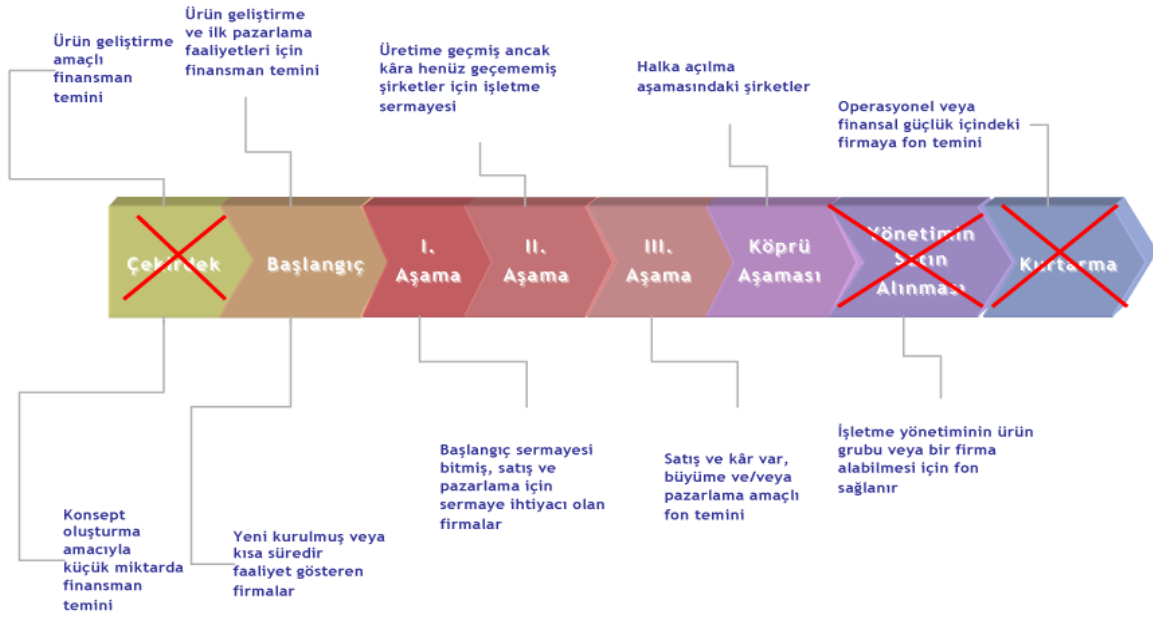 Ürün geliştirme
amaçlı
finansman
temini
Ürün geliştirme
ve ilk pazarlama
faaliyetleri için
finansman temini
Üretime geçmiş ancak
kâra henüz geçememiş
şirketler için işletme
sermayesi
Halka açılma
aşamasındaki şirketler
Operasyonel veya
finansal güçlük içindeki
firmaya fon temini
Çekirdek
Başlangıç
I.
Aşama
II.
Aşama
III.
Aşama
Köprü
Aşaması
Yönetimin
Satın
Alınması
Kurtarma
Konsept
oluşturma
amacıyla
küçük miktarda
finansman
temini
Yeni kurulmuş veya
kısa süredir
faaliyet gösteren
firmalar
Başlangıç sermayesi
bitmiş, satış ve
pazarlama için
sermaye ihtiyacı olan
firmalar
Satış ve kâr var,
büyüme ve/veya
pazarlama amaçlı
fon temini
İşletme yönetiminin ürün
grubu veya bir firma
alabilmesi için fon
sağlanır